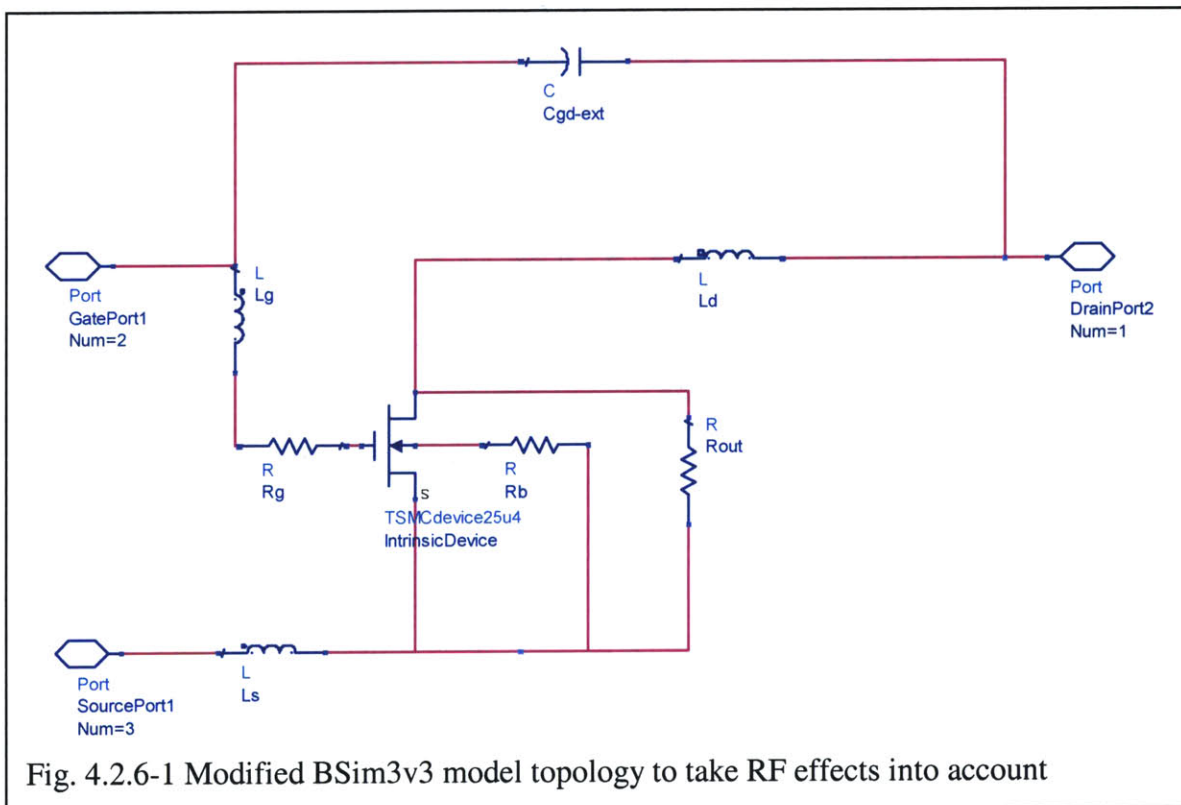 C
Cgd-ext
Port
GatePort1
Num=2
L
Lg
L
Ld
Port
DrainPort2
Num=1
R
Rg
R
Rb
R
Rout
S
TSMCdevice25u4
IntrinsicDevice
Port
SourcePort1
Num=3
L
Ls
Fig. 4.2.6-1 Modified BSim3v3 model topology to take RF effects into account